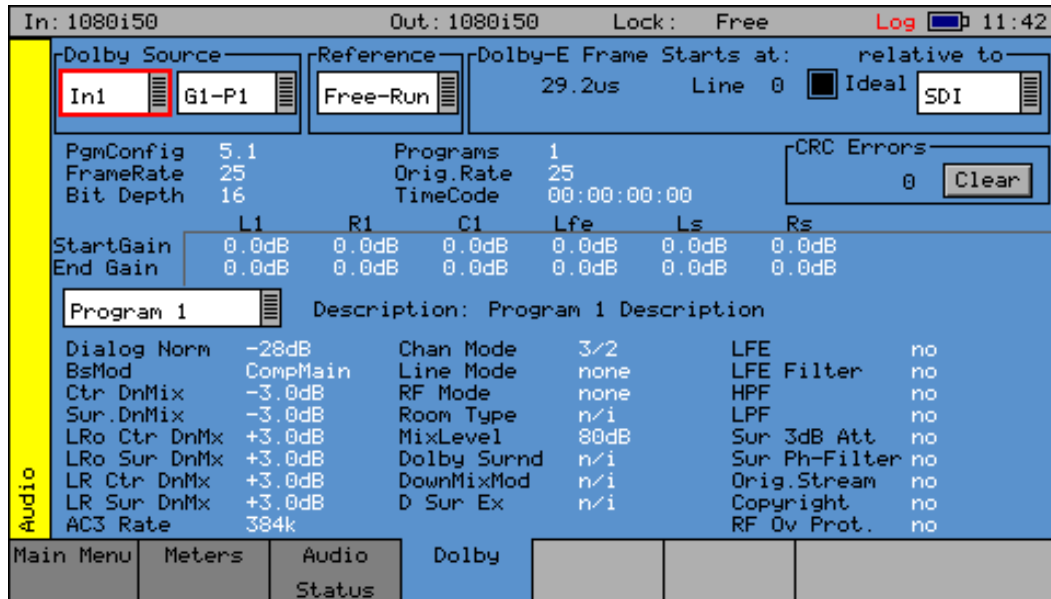 In: 1080i50 Out: 1080i50 Lock: Free Log 11:42
Dolby Source Reference Dolby-E Frame Starts at: relative to
In1 G1-P1 Free-Run 29.2us Line 0 Ideal SDI
PgmConfig 5.1 Programs 1 CRC Errors
FrameRate 25 Orig.Rate 25 0 Clear
Bit Depth 16 TimeCode 00:00:00:00
L1 R1 C1 Lfe Ls Rs
StartGain 0.0dB 0.0dB 0.0dB 0.0dB 0.0dB 0.0dB
End Gain 0.0dB 0.0dB 0.0dB 0.0dB 0.0dB 0.0dB
Program 1 Description: Program 1 Description
Dialog Norm -28dB Chan Mode 3/2 LFE no
BsMod CompMain Line Mode none LFE Filter no
Ctr DnMix -3.0dB RF Mode none HPF no
Sur.DnMix -3.0dB Room Type n/i LPF no
LRo Ctr DnMx +3.0dB MixLevel 80dB Sur 3dB Att no
LRo Sur DnMx +3.0dB Dolby Surnd n/i Sur Ph-Filter no
LR Ctr DnMx +3.0dB DownMixMod n/i Orig.Stream no
LR Sur DnMx +3.0dB D Sur Ex n/i Copyright no
AC3 Rate 384k RF Ov Prot. no
Audio
Main Menu Meters Audio Status Dolby